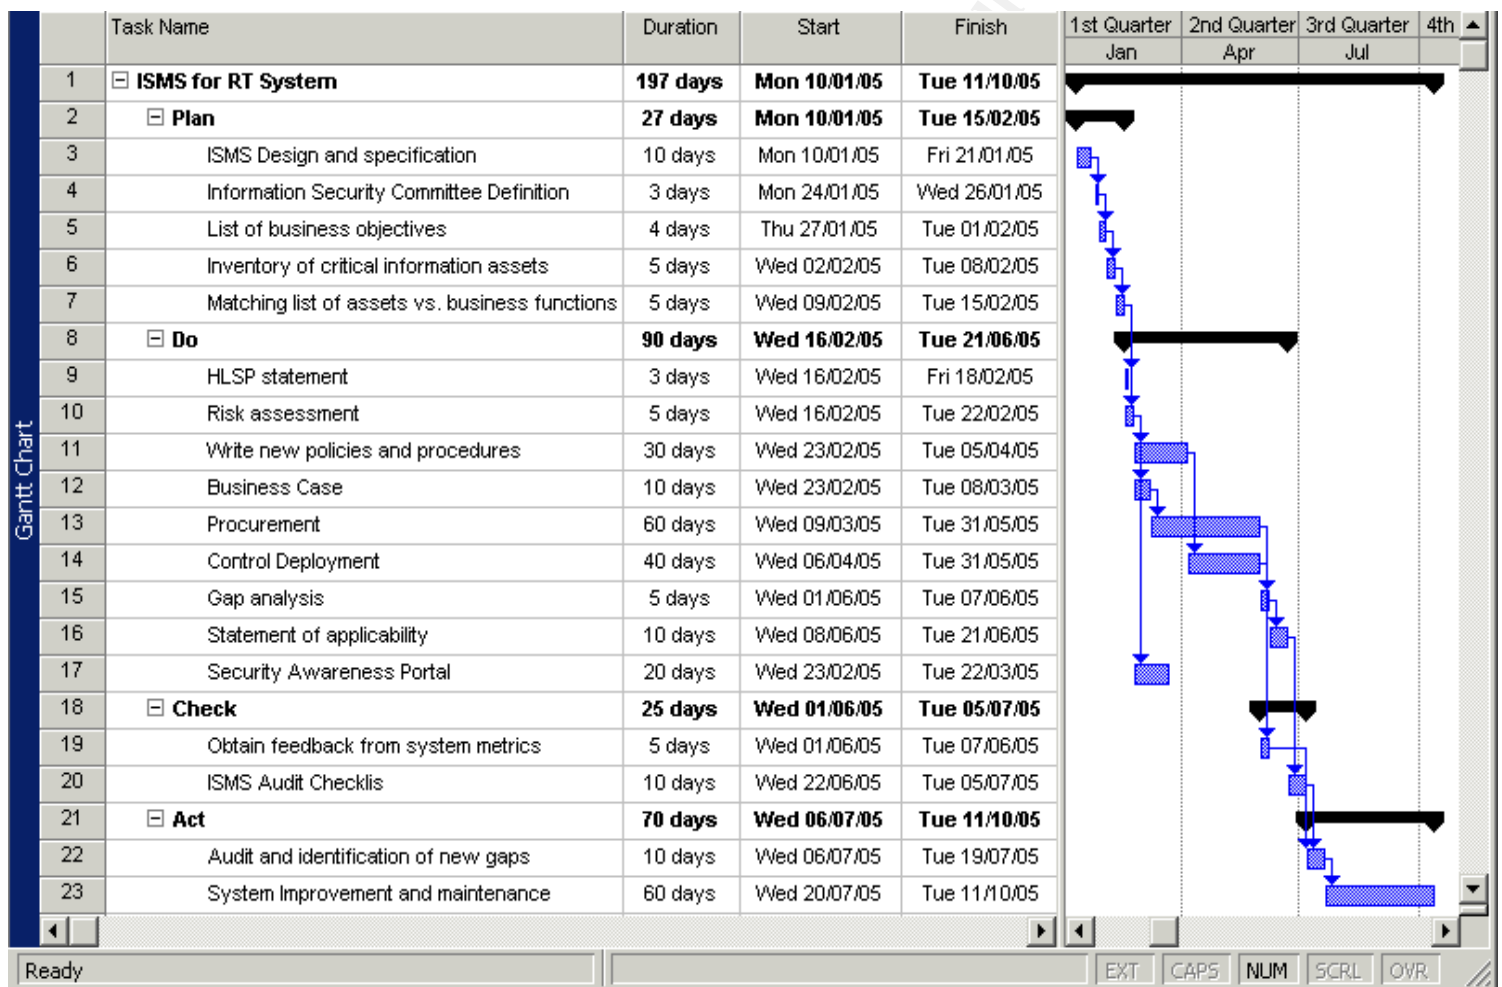 Task Name Duration Start Finish 1st Quarter 2nd Quarter 3rd Quarter 4th
Jan Apr Jul
1 ISMS for RT System 197 days Mon 10/01/05 Tue 11/10/05
2 Plan 27 days Mon 10/01/05 Tue 15/02/05
3 ISMS Design and specification 10 days Mon 10/01/05 Fri 21/01/05
4 Information Security Committee Definition 3 days Mon 24/01/05 Wed 26/01/05
5 List of business objectives 4 days Thu 27/01/05 Tue 01/02/05
6 Inventory of critical information assets 5 days Wed 02/02/05 Tue 08/02/05
7 Matching list of assets vs. business functions 5 days Wed 09/02/05 Tue 15/02/05
8 Do 90 days Wed 16/02/05 Tue 21/06/05
9 HLSP statement 3 days Wed 16/02/05 Fri 18/02/05
10 Risk assessment 5 days Wed 16/02/05 Tue 22/02/05
11 Write new policies and procedures 30 days Wed 23/02/05 Tue 05/04/05
12 Business Case 10 days Wed 23/02/05 Tue 08/03/05
13 Procurement 60 days Wed 09/03/05 Tue 31/05/05
14 Control Deployment 40 days Wed 06/04/05 Tue 31/05/05
15 Gap analysis 5 days Wed 01/06/05 Tue 07/06/05
16 Statement of applicability 10 days Wed 08/06/05 Tue 21/06/05
17 Security Awareness Portal 20 days Wed 23/02/05 Tue 22/03/05
18 Check 25 days Wed 01/06/05 Tue 05/07/05
19 Obtain feedback from system metrics 5 days Wed 01/06/05 Tue 07/06/05
20 ISMS Audit Checklis 10 days Wed 22/06/05 Tue 05/07/05
21 Act 70 days Wed 06/07/05 Tue 11/10/05
22 Audit and identification of new gaps 10 days Wed 06/07/05 Tue 19/07/05
23 System Improvement and maintenance 60 days Wed 20/07/05 Tue 11/10/05
Gantt Chart
Ready EXT CAPS NUM SCRL OVR